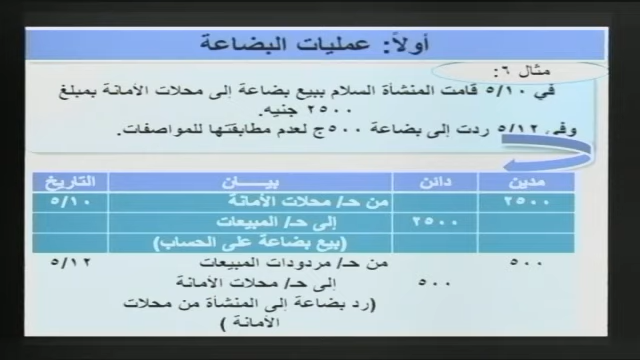 أولاً: عمليات البضاعة
مثال ٦:
في ٥/١٠ قامت المنشأة السلام ببيع بضاعة إلى محلات الأمانة بمبلغ
٢٥٠٠ جنيه.
وفي ٥/١٢ ردت إلى بضاعة ٥٠٠ج لعدم مطابقتها للمواصفات.
مدين دائن بيـــــان التاريخ
٢٥٠٠ من حـ/ محلات الأمانة ٥/١٠
٢٥٠٠ إلى حـ/ المبيعات
(بيع بضاعة على الحساب)
٥٠٠ من حـ/ مردودات المبيعات ٥/١٢
٥٠٠ إلى حـ/ محلات الأمانة
(رد بضاعة إلى المنشأة من محلات
الأمانة )